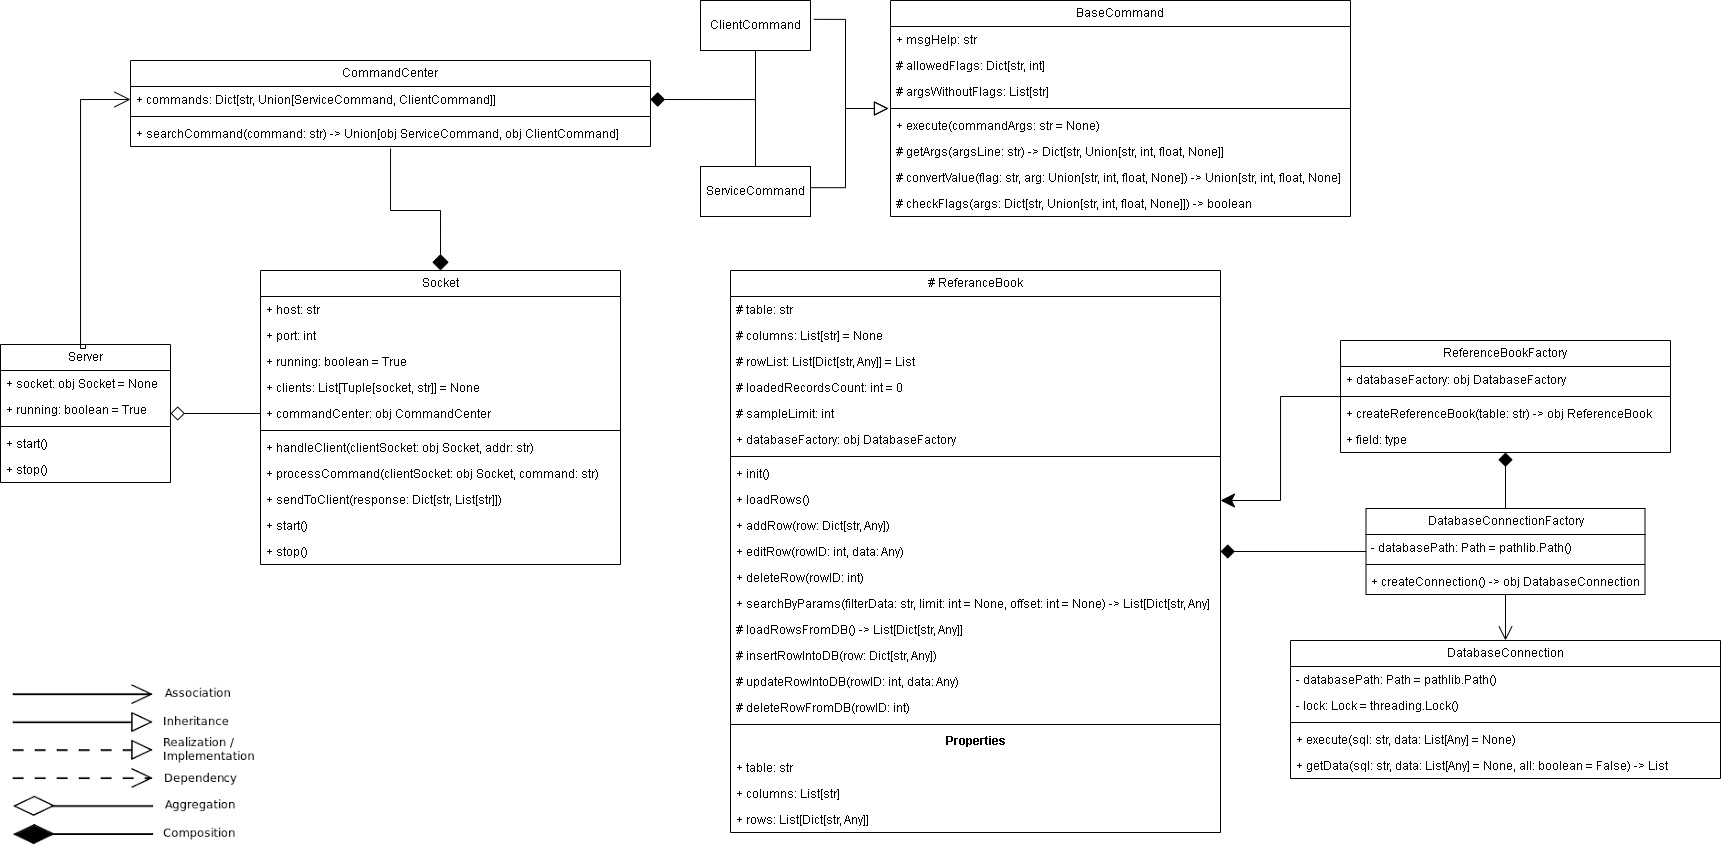 ClientCommand
BaseCommand
+ msgHelp: str
# allowedFlags: Dict[str, int]
# argsWithoutFlags: List[str]
+ execute(commandArgs: str = None)
# getArgs(argsLine: str) -> Dict[str, Union[str, int, float, None]]
# convertValue(flag: str, arg: Union[str, int, float, None]) -> Union[str, int, float, None]
# checkFlags(args: Dict[str, Union[str, int, float, None]]) -> boolean
CommandCenter
+ commands: Dict[str, Union[ServiceCommand, ClientCommand]]
+ searchCommand(command: str) -> Union[obj ServiceCommand, obj ClientCommand]
ServiceCommand
Socket
+ host: str
+ port: int
+ running: boolean = True
+ clients: List[Tuple[socket, str]] = None
+ commandCenter: obj CommandCenter
+ handleClient(clientSocket: obj Socket, addr: str)
+ processCommand(clientSocket: obj Socket, command: str)
+ sendToClient(response: Dict[str, List[str]])
+ start()
+ stop()
Server
+ socket: obj Socket = None
+ running: boolean = True
+ start()
+ stop()
# ReferanceBook
# table: str
# columns: List[str] = None
# rowList: List[Dict[str, Any]] = List
# loadedRecordsCount: int = 0
# sampleLimit: int
+ databaseFactory: obj DatabaseFactory
+ init()
+ loadRows()
+ addRow(row: Dict[str, Any])
+ editRow(rowID: int, data: Any)
+ deleteRow(rowID: int)
+ searchByParams(filterData: str, limit: int = None, offset: int = None) -> List[Dict[str, Any]
# loadRowsFromDB() -> List[Dict[str, Any]]
# insertRowIntoDB(row: Dict[str, Any])
# updateRowIntoDB(rowID: int, data: Any)
# deleteRowFromDB(rowID: int)
Properties
+ table: str
+ columns: List[str]
+ rows: List[Dict[str, Any]]
ReferenceBookFactory
+ databaseFactory: obj DatabaseFactory
+ createReferenceBook(table: str) -> obj ReferenceBook
+ field: type
DatabaseConnectionFactory
- databasePath: Path = pathlib.Path()
+ createConnection() -> obj DatabaseConnection
DatabaseConnection
- databasePath: Path = pathlib.Path()
- lock: Lock = threading.Lock()
+ execute(sql: str, data: List[Any] = None)
+ getData(sql: str, data: List[Any] = None, all: boolean = False) -> List
Association
Inheritance
Realization /
Implementation
Dependency
Aggregation
Composition